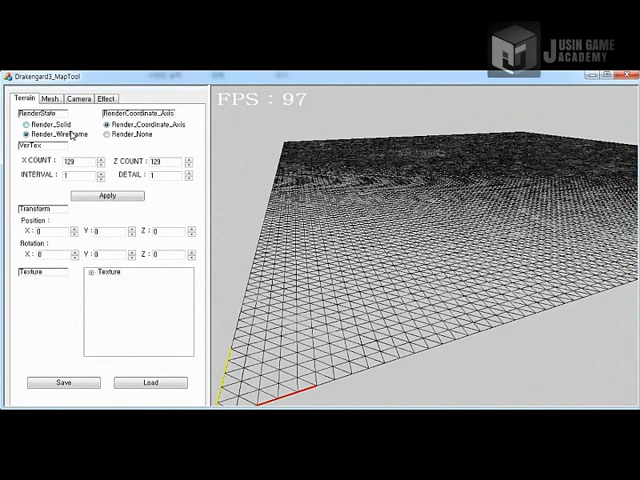 JUSIN GAME
ACADEMY
Drakengard3_MapTool
Terrain Mesh Camera Effect
FPS : 97
RenderState RenderCoordinate_Axis
Render_Solid Render_Coordinate_Axis
Render_Wireframe Render_None
VerTex
X COUNT : 129 Z COUNT : 129
INTERVAL : 1 DETAIL : 1
Apply
Transform
Position :
X : 0 Y : 0 Z : 0
Rotation :
X : 0 Y : 0 Z : 0
Texture Texture
Save Load